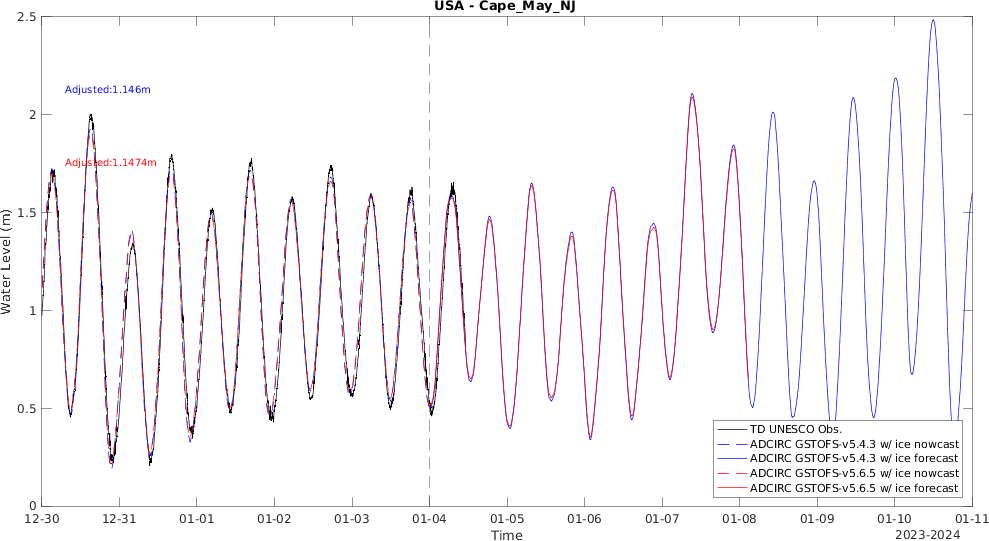 USA - Cape_May_NJ
2.5
2
1.5
1
0.5
0
Water Level (m)
Adjusted:1.146m
Adjusted:1.1474m
TD UNESCO Obs.
ADCIRC GSTOFS-v5.4.3 w/ ice nowcast
ADCIRC GSTOFS-v5.4.3 w/ ice forecast
ADCIRC GSTOFS-v5.6.5 w/ ice nowcast
ADCIRC GSTOFS-v5.6.5 w/ ice forecast
12-30 12-31 01-01 01-02 01-03 01-04 01-05 01-06 01-07 01-08 01-09 01-10 01-11
Time
2023-2024